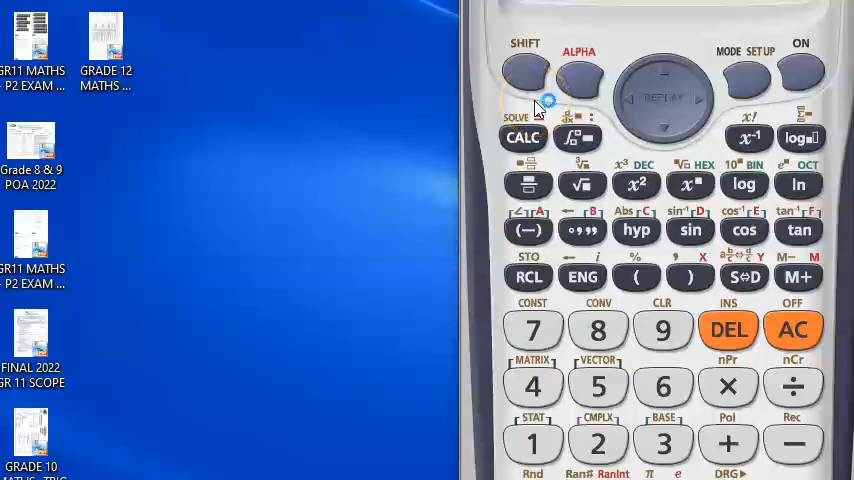 GR11 MATHS
- P2 EXAM ...
GRADE 12
MATHS ...
Grade 8 & 9
POA 2022
GR11 MATHS
- P2 EXAM ...
FINAL 2022
GR 11 SCOPE
GRADE 10
SHIFT
ALPHA
MODE SETUP
ON
REPLAY
SOLVE =
d/dx :
x!
Σ
CALC
∫
x⁻¹
log
³√ x³ DEC ˣ√ HEX 10ˣ BIN eˣ OCT
√ x² x log ln
∠ A ← B Abs C sin⁻¹ D cos⁻¹ E tan⁻¹ F
(−) °,,, hyp sin cos tan
STO ← i % , X a b/c⇔d/c Y M− M
RCL ENG ( ) S⇔D M+
CONST CONV CLR INS OFF
7 8 9 DEL AC
MATRIX VECTOR nPr nCr
4 5 6 × ÷
STAT CMPLX BASE Pol Rec
1 2 3 + −
Rnd Ran# RanInt π e DRG▶